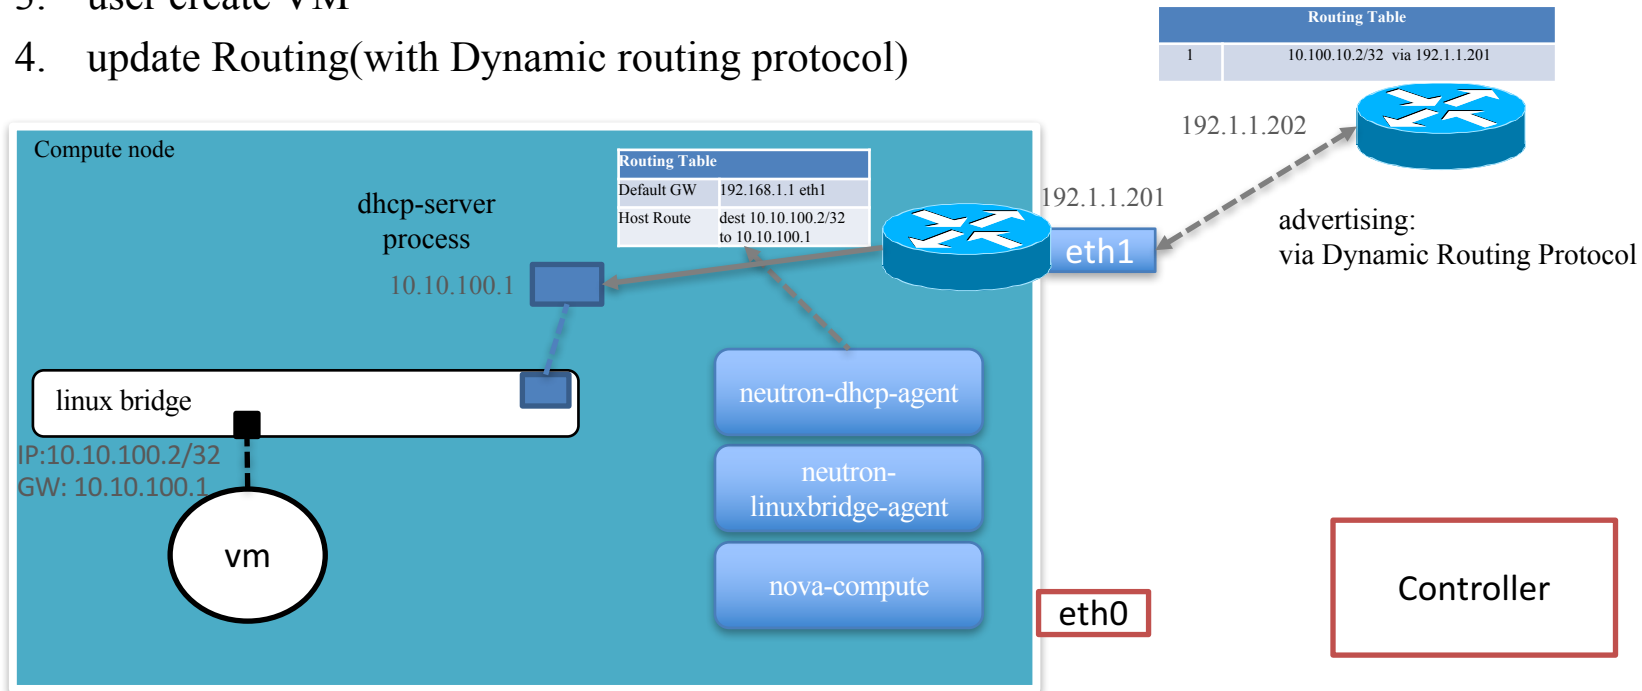 3. user create VM
4. update Routing(with Dynamic routing protocol)
Routing Table
1 10.100.10.2/32 via 192.1.1.201
192.1.1.202
Compute node
Routing Table
Default GW 192.168.1.1 eth1
Host Route dest 10.10.100.2/32
to 10.10.100.1
dhcp-server
process
192.1.1.201
advertising:
via Dynamic Routing Protocol
eth1
10.10.100.1
linux bridge
neutron-dhcp-agent
IP:10.10.100.2/32
GW: 10.10.100.1
neutron-
linuxbridge-agent
vm
nova-compute
eth0
Controller